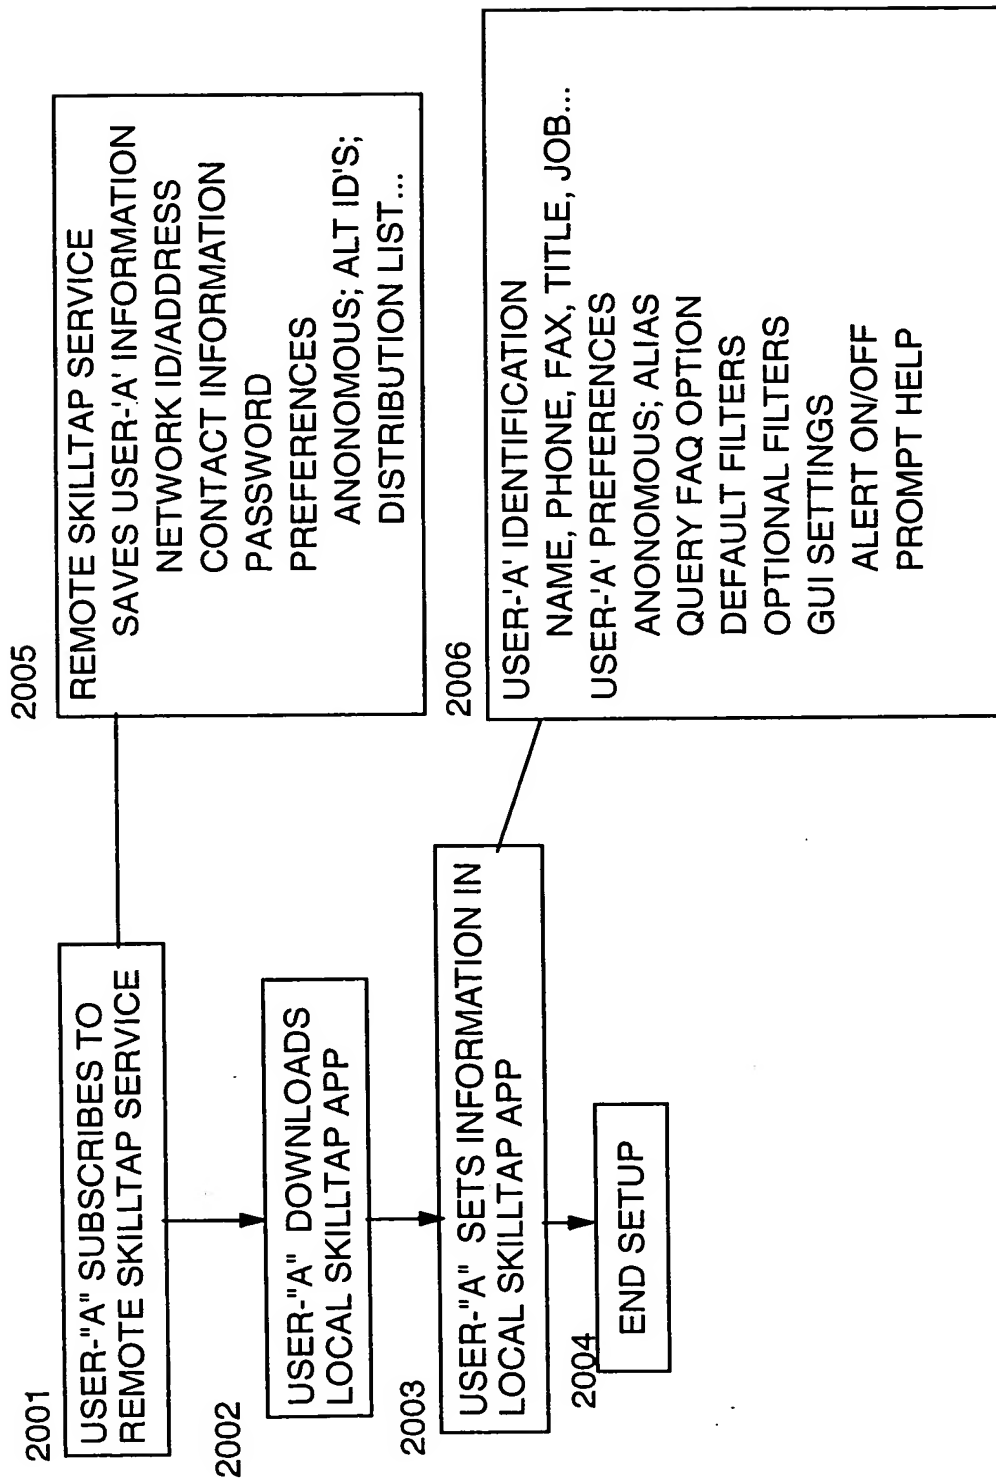 2001
USER-"A" SUBSCRIBES TO
REMOTE SKILLTAP SERVICE
2002
USER-"A" DOWNLOADS
LOCAL SKILLTAP APP
2003
USER-"A" SETS INFORMATION IN
LOCAL SKILLTAP APP
2004
END SETUP
2005
REMOTE SKILLTAP SERVICE
SAVES USER-'A' INFORMATION
NETWORK ID/ADDRESS
CONTACT INFORMATION
PASSWORD
PREFERENCES
ANONOMOUS; ALT ID'S;
DISTRIBUTION LIST...
2006
USER-'A' IDENTIFICATION
NAME, PHONE, FAX, TITLE, JOB...
USER-'A' PREFERENCES
ANONOMOUS; ALIAS
QUERY FAQ OPTION
DEFAULT FILTERS
OPTIONAL FILTERS
GUI SETTINGS
ALERT ON/OFF
PROMPT HELP